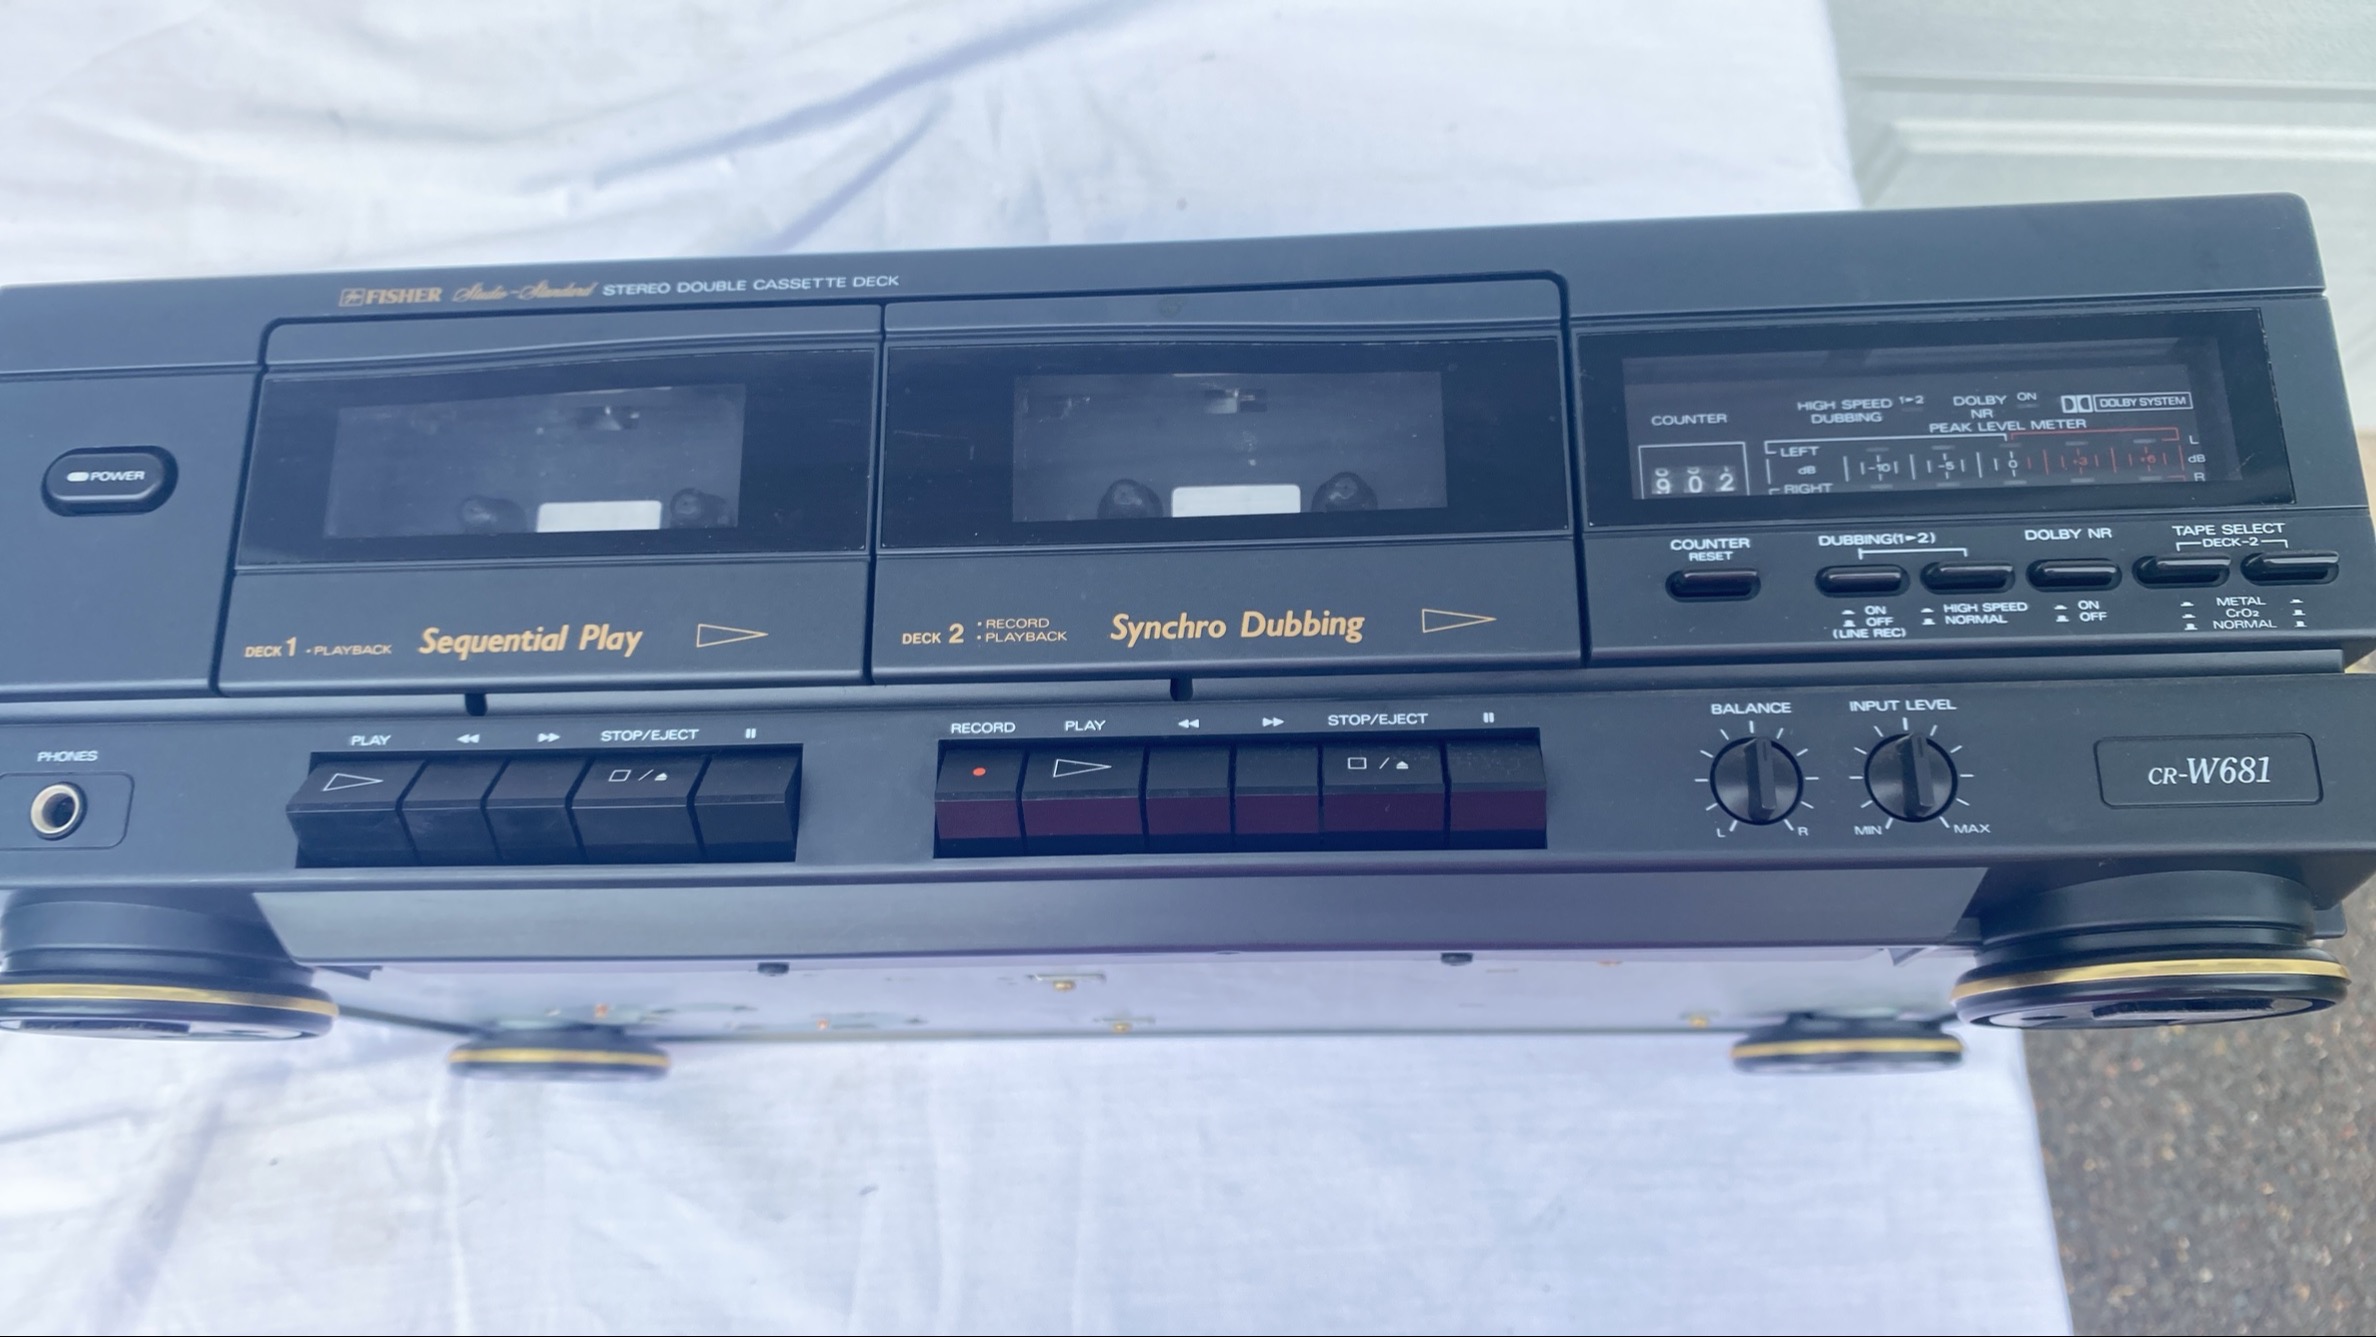 FISHER Studio-Standard STEREO DOUBLE CASSETTE DECK
POWER
DECK 1 • PLAYBACK
Sequential Play
DECK 2 • RECORD
• PLAYBACK
Synchro Dubbing
COUNTER
902
HIGH SPEED 1▸2
DUBBING
DOLBY ON
NR
DOLBY SYSTEM
PEAK LEVEL METER
LEFT
dB
RIGHT
-10 -5 0 +3 +6
L
dB
R
COUNTER
RESET
DUBBING(1▸2)
ON
OFF
(LINE REC)
HIGH SPEED
NORMAL
DOLBY NR
ON
OFF
TAPE SELECT
DECK-2
METAL
CrO₂
NORMAL
PHONES
PLAY ◀◀ ▶▶ STOP/EJECT ⏸
RECORD PLAY ◀◀ ▶▶ STOP/EJECT ⏸
BALANCE
L R
INPUT LEVEL
MIN MAX
CR-W681